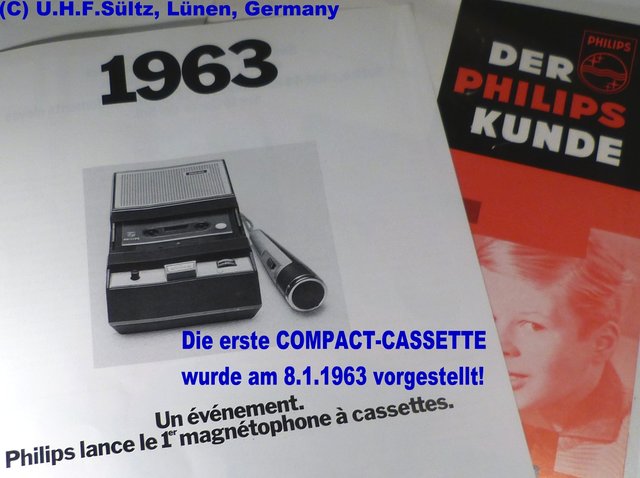 (C) U.H.F.Sültz, Lünen, Germany
1963
PHILIPS
DER
PHILIPS
KUNDE
Die erste COMPACT-CASSETTE
wurde am 8.1.1963 vorgestellt!
Un événement.
Philips lance le 1er magnétophone à cassettes.